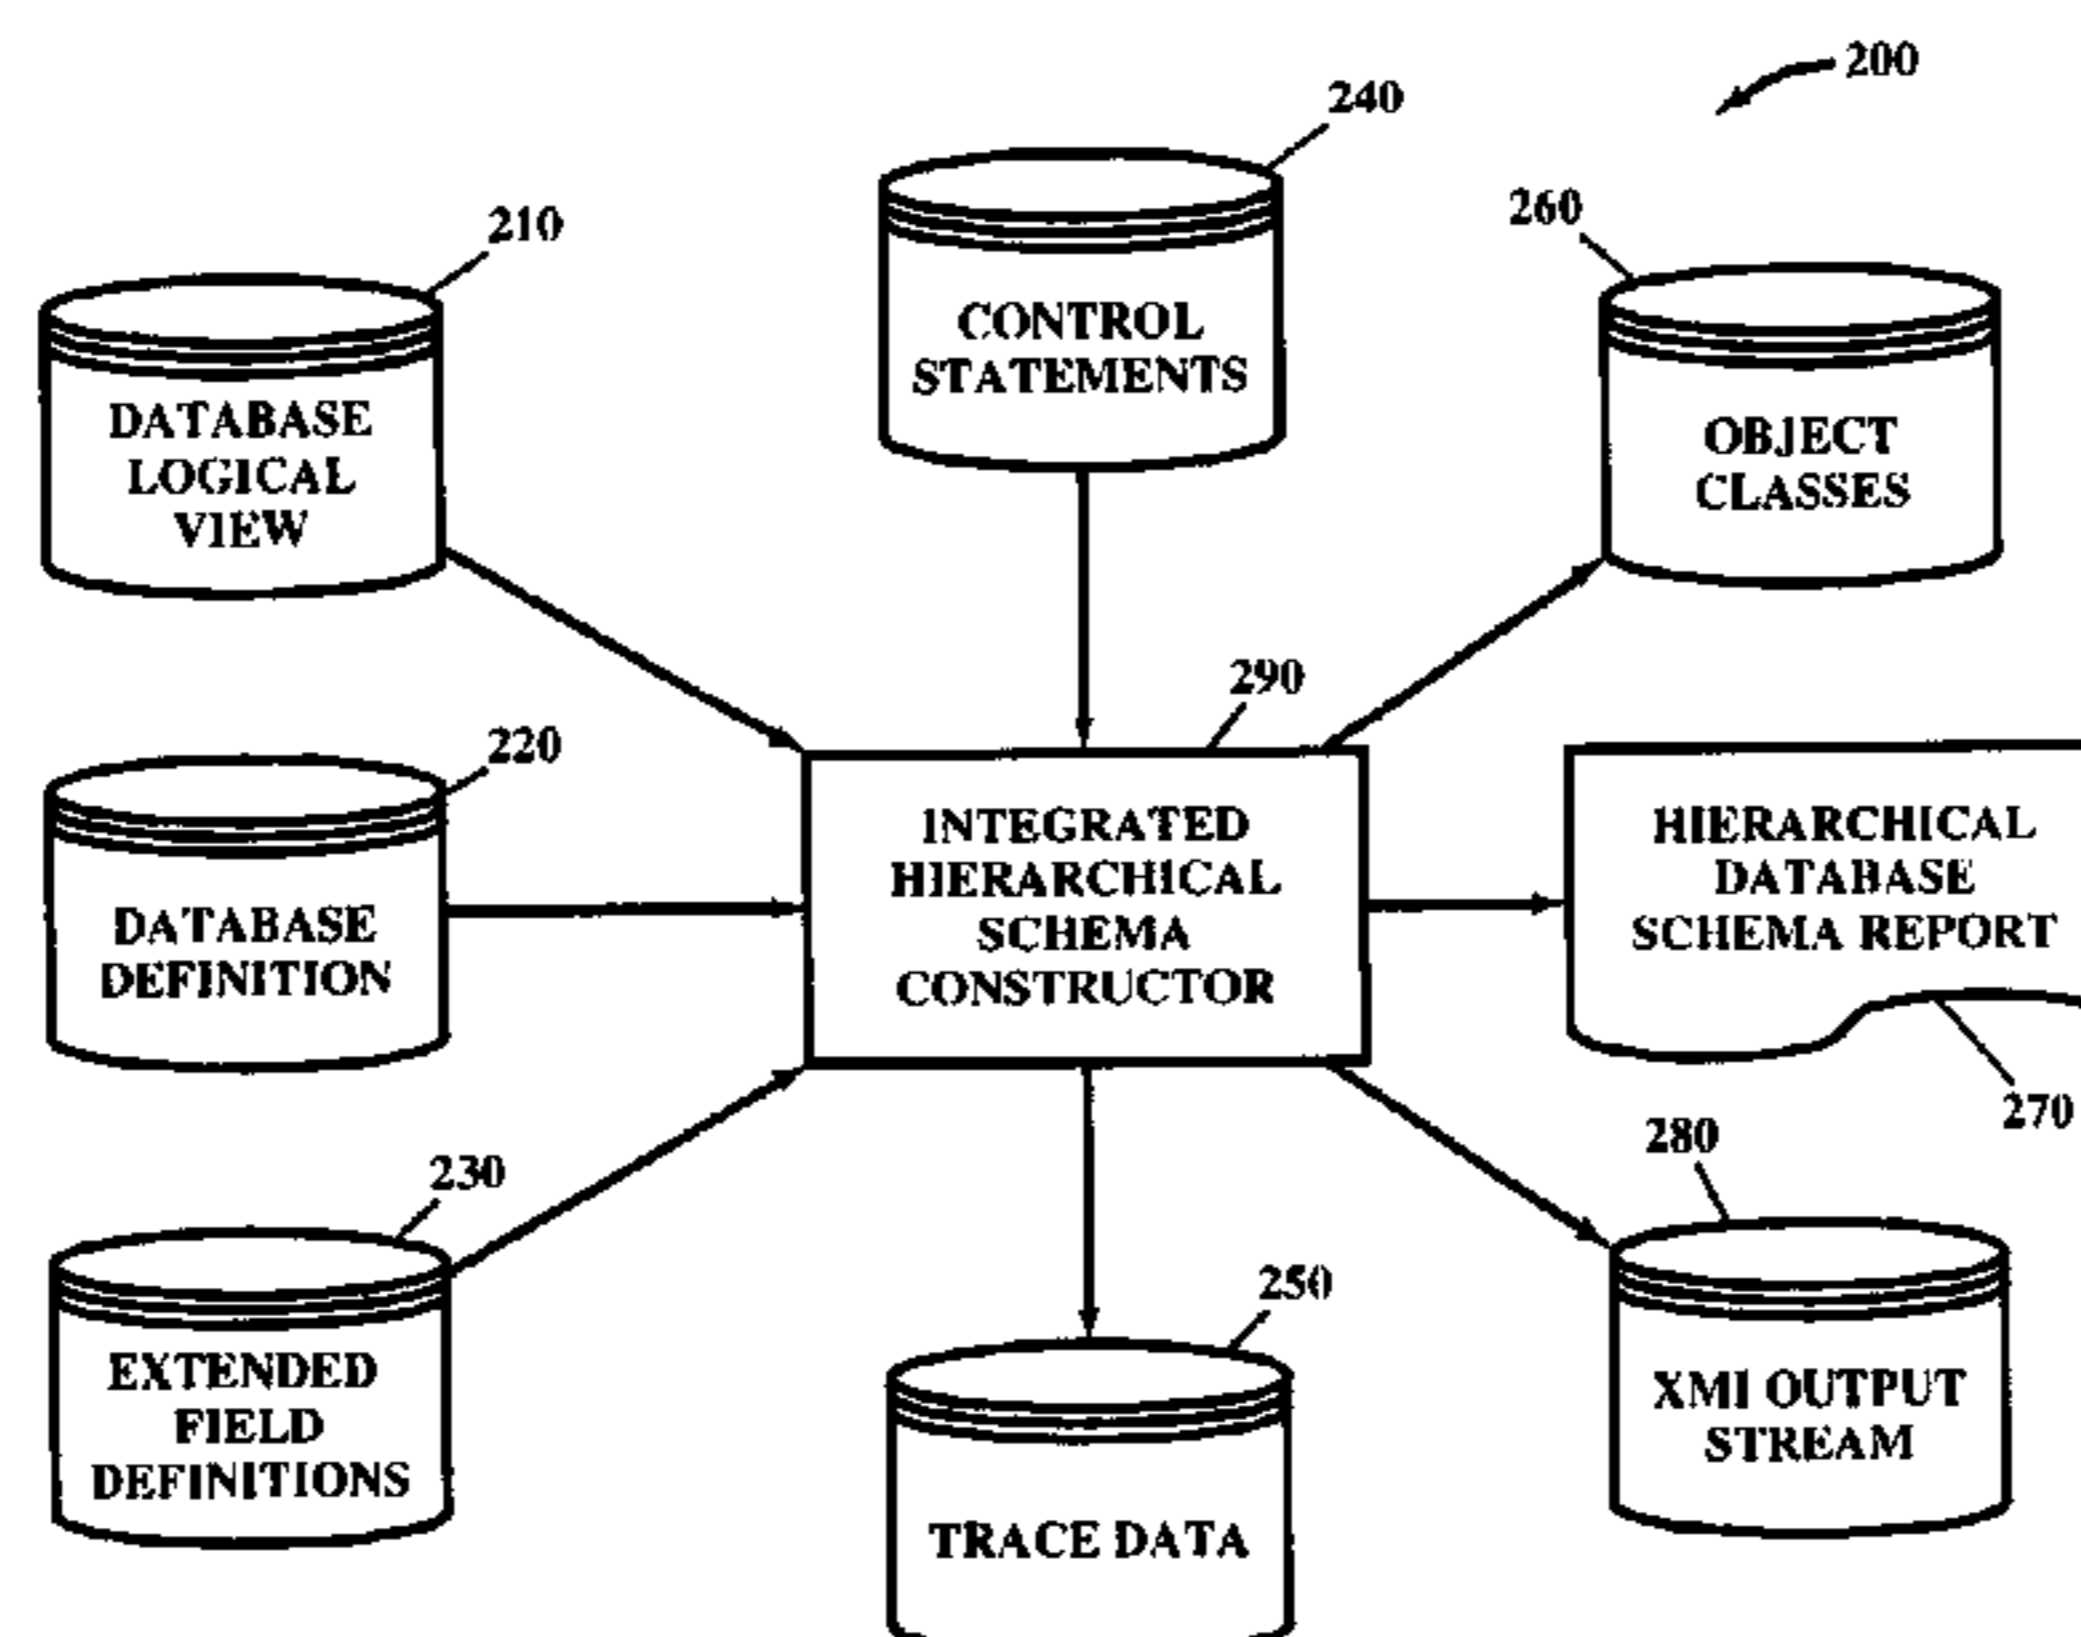 200
240
CONTROL
STATEMENTS
210
DATABASE
LOGICAL
VIEW
260
OBJECT
CLASSES
220
DATABASE
DEFINITION
290
INTEGRATED
HIERARCHICAL
SCHEMA
CONSTRUCTOR
HIERARCHICAL
DATABASE
SCHEMA REPORT
270
230
EXTENDED
FIELD
DEFINITIONS
250
TRACE DATA
280
XMI OUTPUT
STREAM